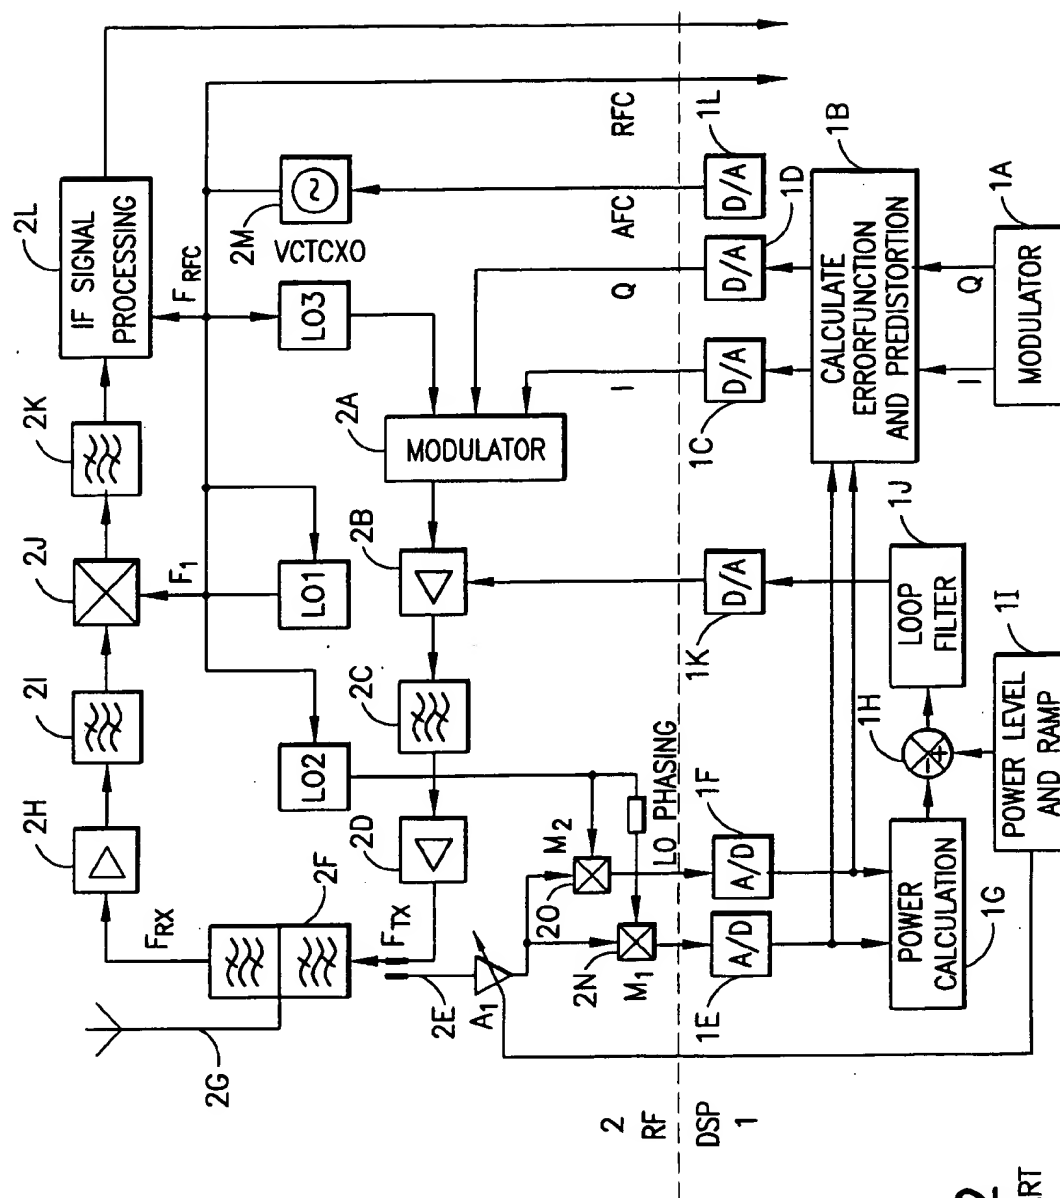 2G
2H
2I
2J
2K
2L
IF SIGNAL
PROCESSING
F RX
2F
F1
F RFC
LO2
LO1
LO3
2M
VCTCXO
2D
2C
2B
2A
MODULATOR
F TX
2E
A1
2O
M2
2N
M1
LO PHASING
I
Q
AFC
RFC
2
RF
DSP
1
1E
A/D
1F
A/D
1K
D/A
1C
D/A
D/A
1D
D/A
1L
POWER
CALCULATION
1G
1H
- +
LOOP
FILTER
1J
CALCULATE
ERRORFUNCTION
AND PREDISTORTION
1B
POWER LEVEL
AND RAMP
1I
I
Q
MODULATOR
1A
2
ART